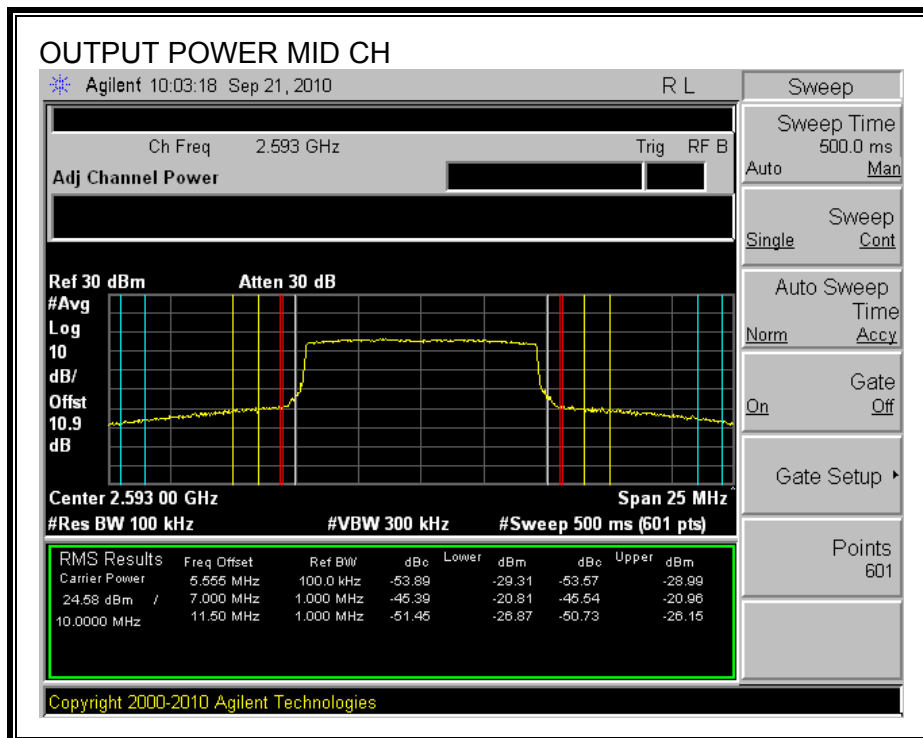 OUTPUT POWER MID CH
Agilent 10:03:18 Sep 21, 2010 R L
Ch Freq 2.593 GHz Trig RF B
Adj Channel Power
Ref 30 dBm Atten 30 dB
#Avg
Log
10
dB/
Offst
10.9
dB
Center 2.593 00 GHz Span 25 MHz^
#Res BW 100 kHz #VBW 300 kHz #Sweep 500 ms (601 pts)
RMS Results Freq Offset Ref BW dBc Lower dBm dBc Upper dBm
Carrier Power 5.555 MHz 100.0 kHz -53.89 -29.31 -53.57 -28.99
24.58 dBm / 7.000 MHz 1.000 MHz -45.39 -20.81 -45.54 -20.96
10.0000 MHz 11.50 MHz 1.000 MHz -51.45 -26.87 -50.73 -26.15
Copyright 2000-2010 Agilent Technologies
Sweep
Sweep Time
500.0 ms
Auto Man
Sweep
Single Cont
Auto Sweep
Time
Norm Accy
Gate
On Off
Gate Setup
Points
601